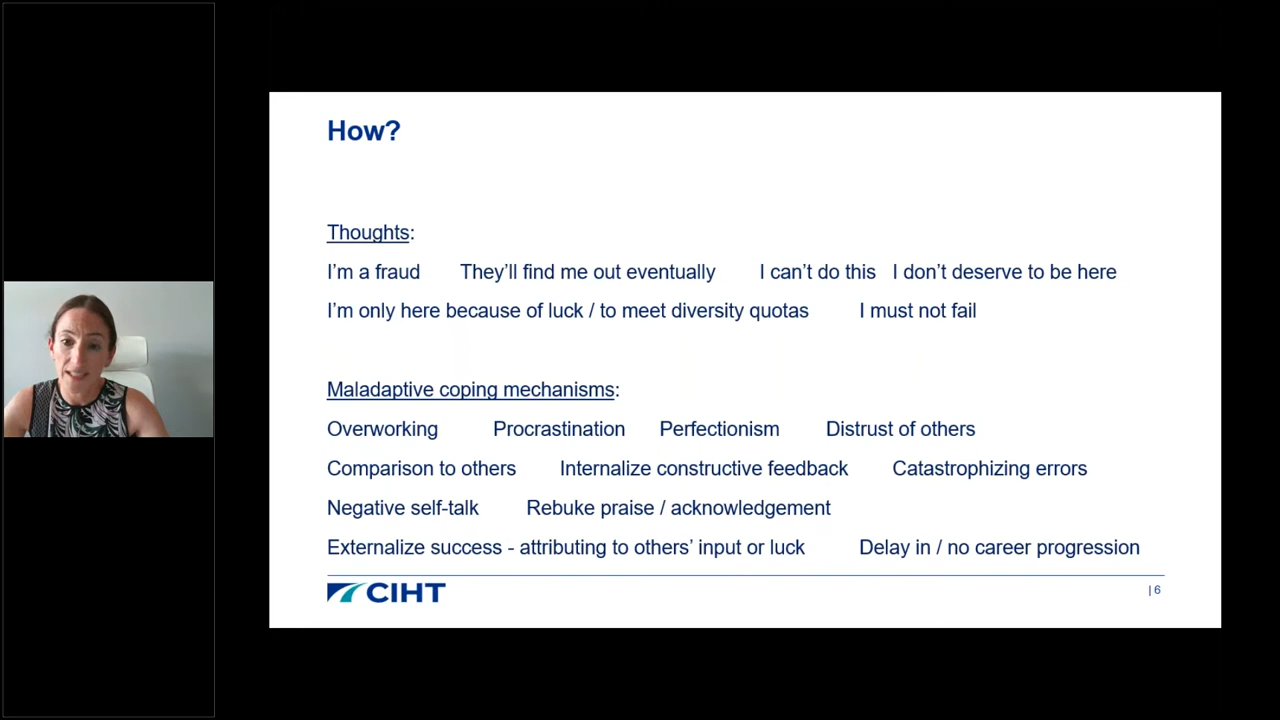 How?
Thoughts:
I'm a fraud They'll find me out eventually I can't do this I don't deserve to be here
I'm only here because of luck / to meet diversity quotas I must not fail
Maladaptive coping mechanisms:
Overworking Procrastination Perfectionism Distrust of others
Comparison to others Internalize constructive feedback Catastrophizing errors
Negative self-talk Rebuke praise / acknowledgement
Externalize success - attributing to others' input or luck Delay in / no career progression
CIHT
| 6